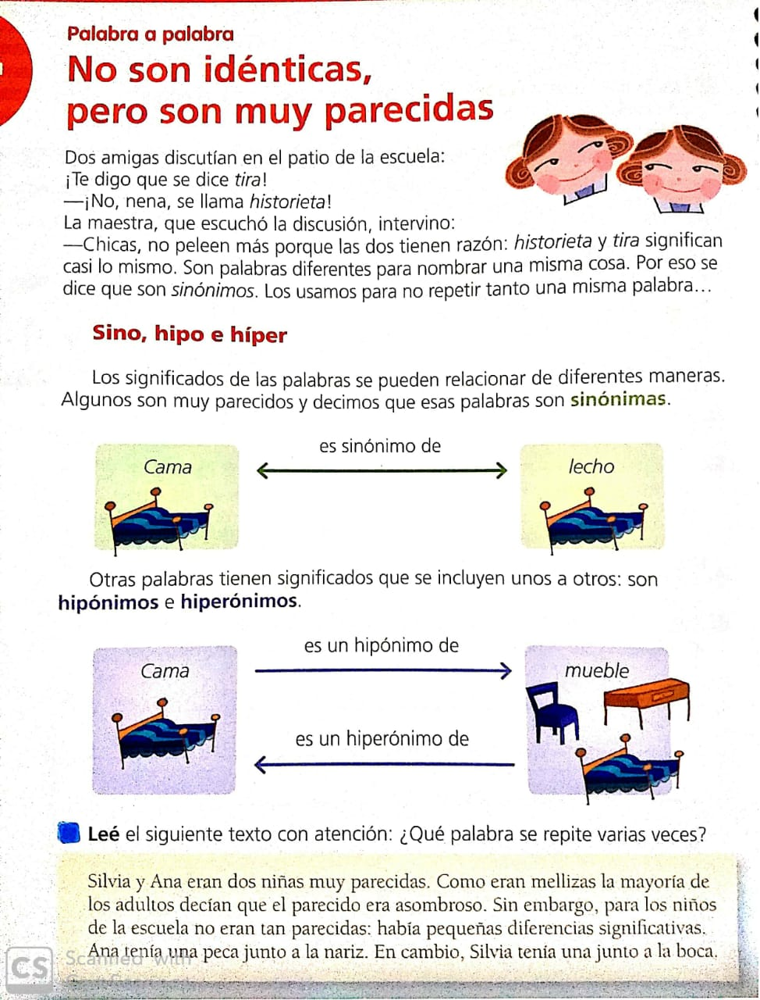 Palabra a palabra
No son idénticas,
pero son muy parecidas
Dos amigas discutían en el patio de la escuela:
¡Te digo que se dice tira!
—¡No, nena, se llama historieta!
La maestra, que escuchó la discusión, intervino:
—Chicas, no peleen más porque las dos tienen razón: historieta y tira significan
casi lo mismo. Son palabras diferentes para nombrar una misma cosa. Por eso se
dice que son sinónimos. Los usamos para no repetir tanto una misma palabra...
Sino, hipo e híper
Los significados de las palabras se pueden relacionar de diferentes maneras.
Algunos son muy parecidos y decimos que esas palabras son sinónimas.
es sinónimo de
Cama
lecho
Otras palabras tienen significados que se incluyen unos a otros: son
hipónimos e hiperónimos.
es un hipónimo de
Cama
mueble
es un hiperónimo de
Leé el siguiente texto con atención: ¿Qué palabra se repite varias veces?
Silvia y Ana eran dos niñas muy parecidas. Como eran mellizas la mayoría de
los adultos decían que el parecido era asombroso. Sin embargo, para los niños
de la escuela no eran tan parecidas: había pequeñas diferencias significativas.
Ana tenía una peca junto a la nariz. En cambio, Silvia tenía una junto a la boca.
CS
Scanned with